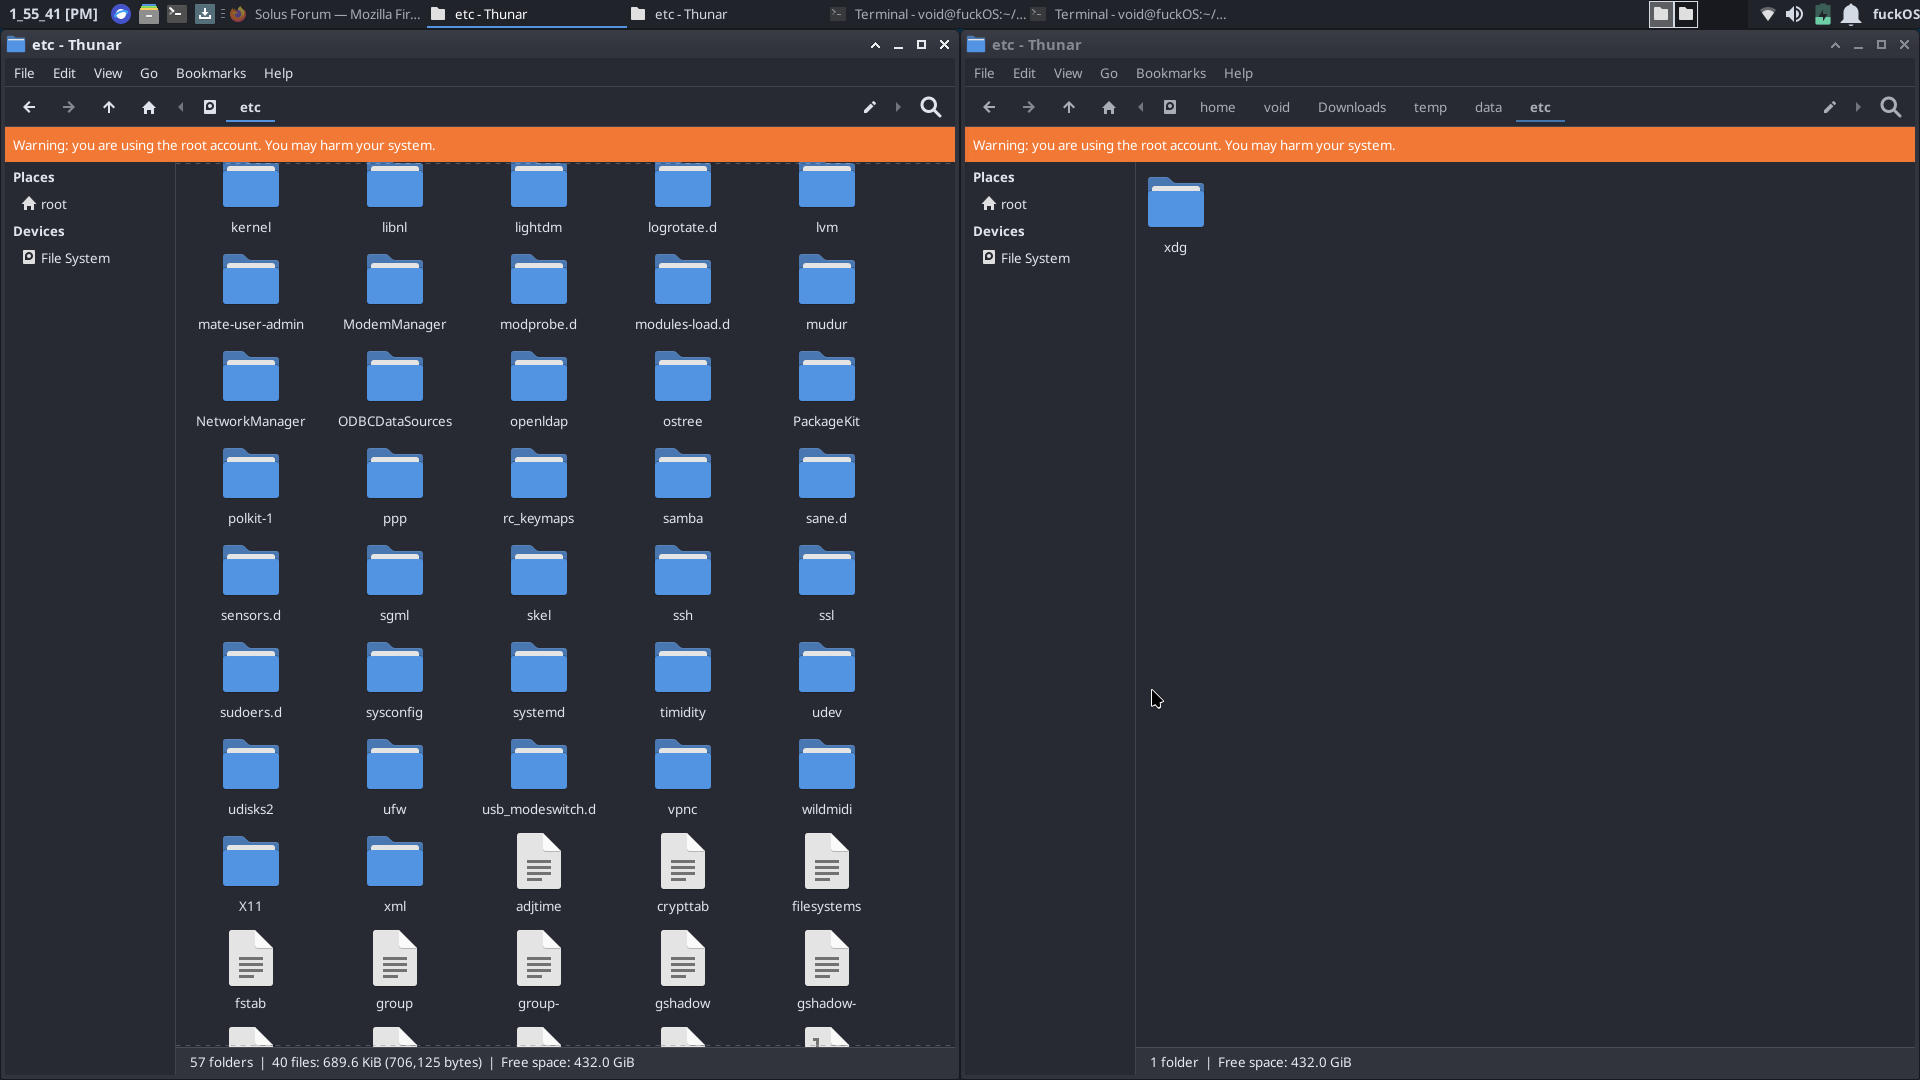 1_55_41 [PM] Solus Forum — Mozilla Fir... etc - Thunar etc - Thunar Terminal - void@fuckOS:~/... Terminal - void@fuckOS:~/... fuckOS
etc - Thunar
File Edit View Go Bookmarks Help
etc
Warning: you are using the root account. You may harm your system.
Places
root
Devices
File System
kernel libnl lightdm logrotate.d lvm
mate-user-admin ModemManager modprobe.d modules-load.d mudur
NetworkManager ODBCDataSources openldap ostree PackageKit
polkit-1 ppp rc_keymaps samba sane.d
sensors.d sgml skel ssh ssl
sudoers.d sysconfig systemd timidity udev
udisks2 ufw usb_modeswitch.d vpnc wildmidi
X11 xml adjtime crypttab filesystems
fstab group group- gshadow gshadow-
57 folders | 40 files: 689.6 KiB (706,125 bytes) | Free space: 432.0 GiB
etc - Thunar
File Edit View Go Bookmarks Help
home void Downloads temp data etc
Warning: you are using the root account. You may harm your system.
Places
root
Devices
File System
xdg
1 folder | Free space: 432.0 GiB